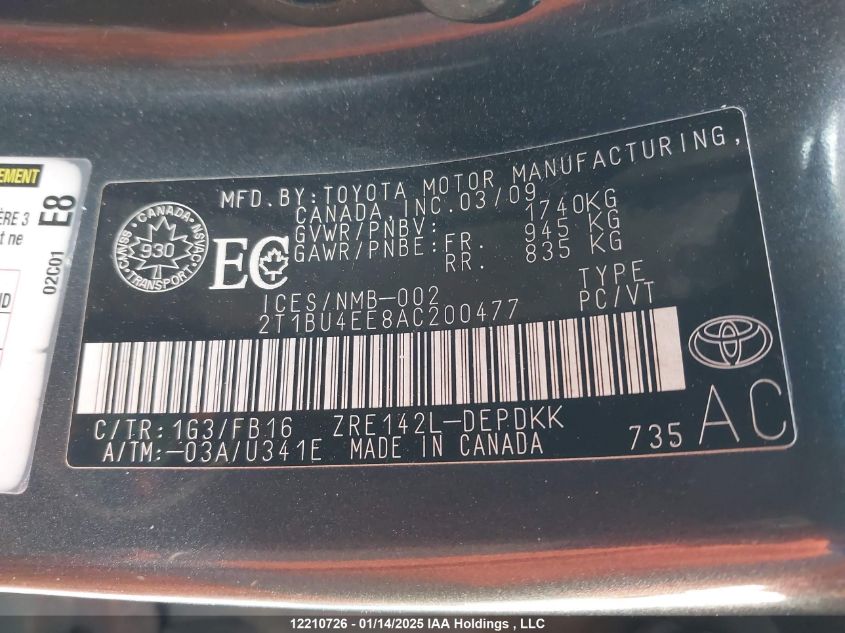 EMENT
ÈRE 3
t ne
E8
02C01
ND
MFD. BY: TOYOTA MOTOR MANUFACTURING,
CANADA, INC. 03/09
GVWR/PNBV: 1740KG
GAWR/PNBE: FR. 945 KG
RR. 835 KG
CANADA
CMVSS NSVAC
930
TRANSPORT
EC
ICES/NMB-002
TYPE
2T1BU4EE8AC200477
PC/VT
C/TR: 1G3/FB16 ZRE142L-DEPDKK
A/TM: -03A/U341E MADE IN CANADA
735 AC
12210726 - 01/14/2025 IAA Holdings , LLC